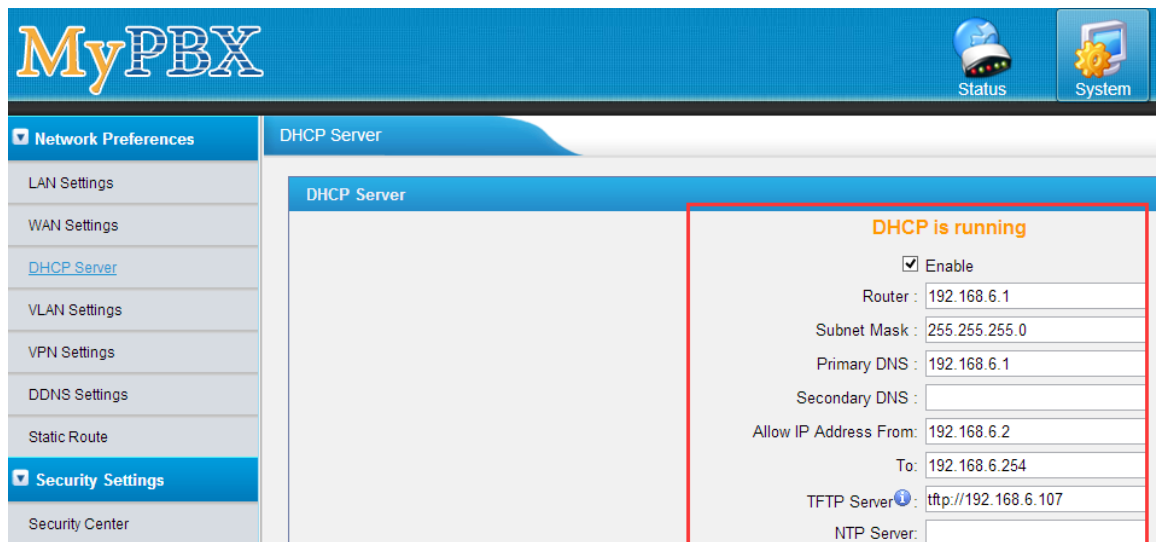 MyPBX
Status
System
Network Preferences
DHCP Server
LAN Settings
DHCP Server
WAN Settings
DHCP is running
DHCP Server
Enable
Router : 192.168.6.1
VLAN Settings
Subnet Mask : 255.255.255.0
VPN Settings
Primary DNS : 192.168.6.1
DDNS Settings
Secondary DNS :
Static Route
Allow IP Address From: 192.168.6.2
To: 192.168.6.254
Security Settings
TFTP Server : tftp://192.168.6.107
Security Center
NTP Server: